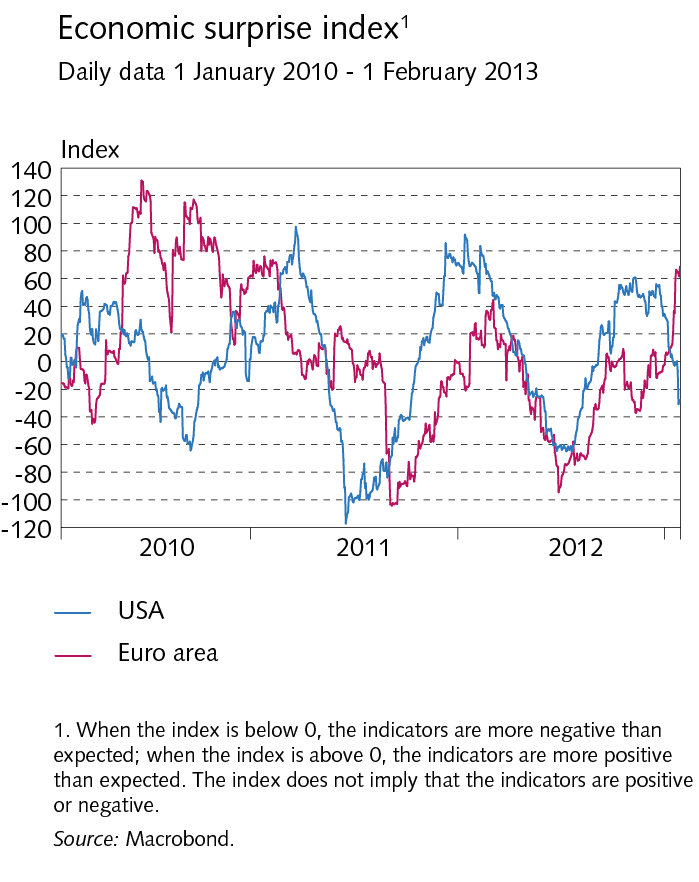 Economic surprise index¹
Daily data 1 January 2010 - 1 February 2013
Index
140
120
100
80
60
40
20
0
-20
-40
-60
-80
-100
-120
2010 2011 2012
USA
Euro area
1. When the index is below 0, the indicators are more negative than
expected; when the index is above 0, the indicators are more positive
than expected. The index does not imply that the indicators are positive
or negative.
Source: Macrobond.